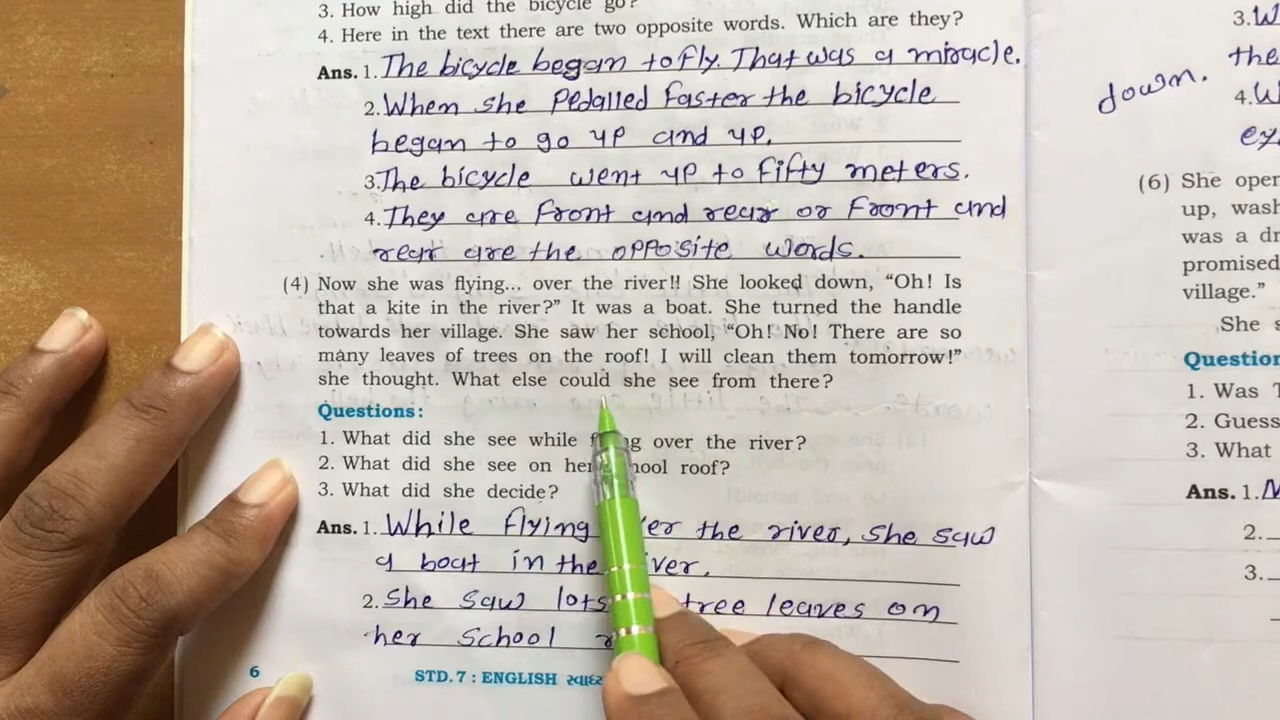 3. How high did the bicycle go?
4. Here in the text there are two opposite words. Which are they?
Ans. 1. The bicycle began to fly. That was a miracle.
2. When she Pedalled faster the bicycle
began to go up and up.
3. The bicycle went up to fifty meters.
4. They are front and rear or front and
rear are the opposite words.
(4) Now she was flying... over the river!! She looked down, “Oh! Is
that a kite in the river?” It was a boat. She turned the handle
towards her village. She saw her school, “Oh! No! There are so
many leaves of trees on the roof! I will clean them tomorrow!”
she thought. What else could she see from there?
Questions:
1. What did she see while over the river?
2. What did she see on her roof?
3. What did she decide?
Ans. 1. While flying the river, she saw
a boat in the
2. She saw lots tree leaves on
her school
6
STD. 7 : ENGLISH
3.
the
down.
4.
(6) She
up,
was a
promised
village.”
She
1. Was
2.
3. What
Ans. 1.
2.
3.